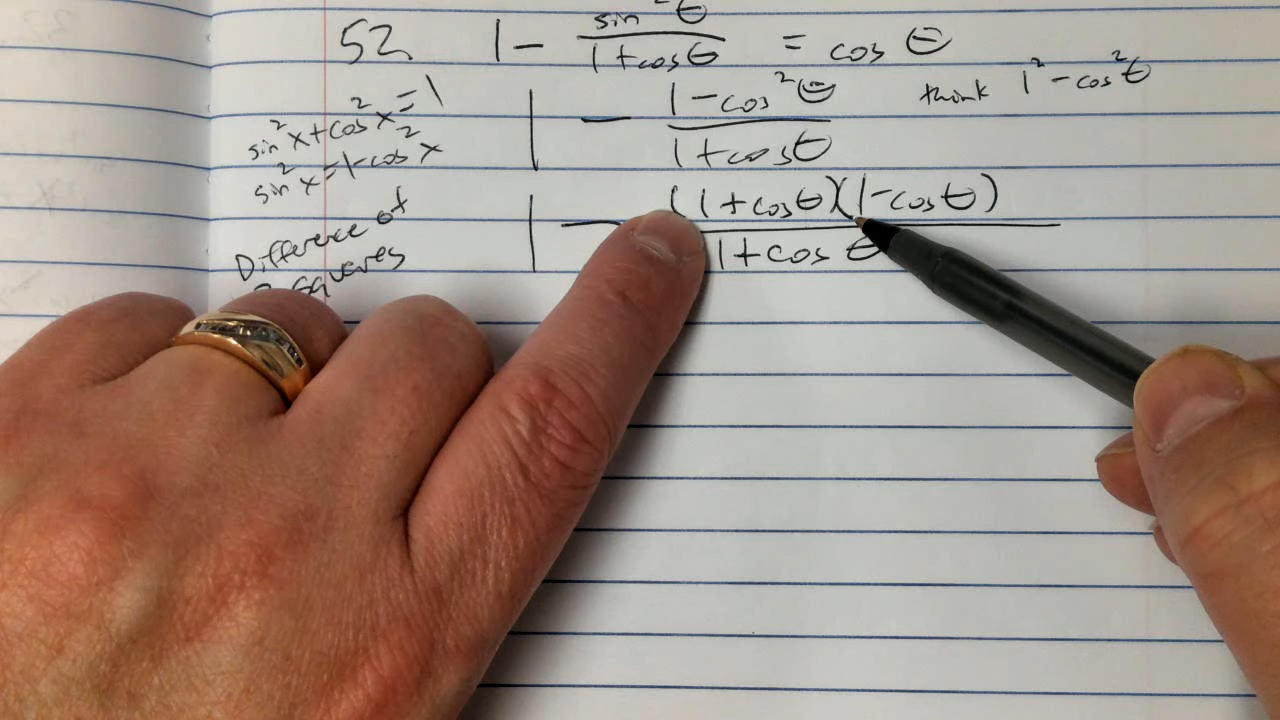 52 1 - sin²θ / 1+cosθ = cos θ
1 - 1-cos²θ / 1+cosθ think 1²-cos²θ
sin²x+cos²x=1
sin²x=1-cos²x
1 - (1+cosθ)(1-cosθ) / 1+cos θ
Difference of
squares